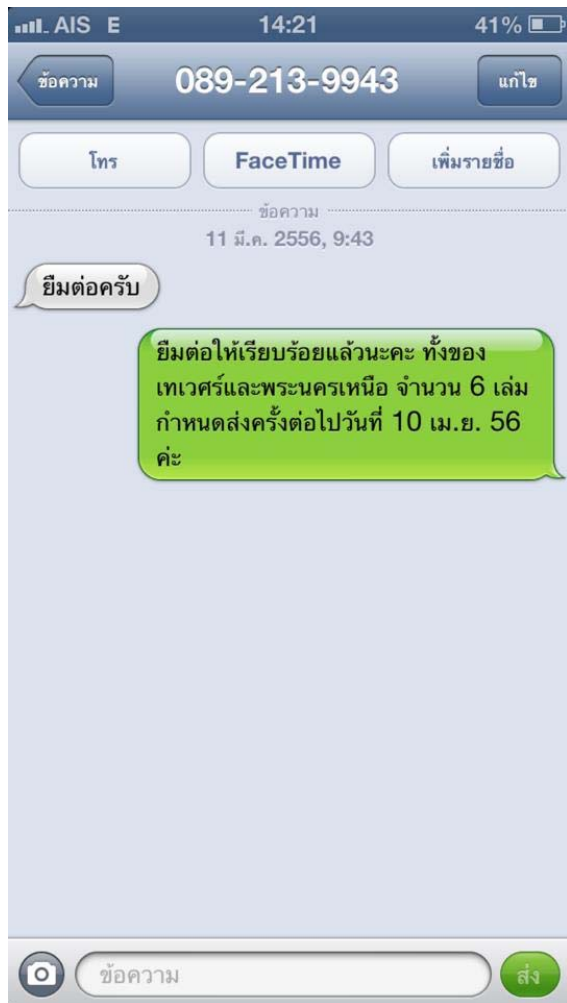 AIS E 14:21 41%
ข้อความ 089-213-9943 แก้ไข
โทร FaceTime เพิ่มรายชื่อ
ข้อความ
11 มี.ค. 2556, 9:43
ยืมต่อครับ
ยืมต่อให้เรียบร้อยแล้วนะคะ ทั้งของ
เทเวศร์และพระนครเหนือ จำนวน 6 เล่ม
กำหนดส่งครั้งต่อไปวันที่ 10 เม.ย. 56
ค่ะ
ข้อความ ส่ง